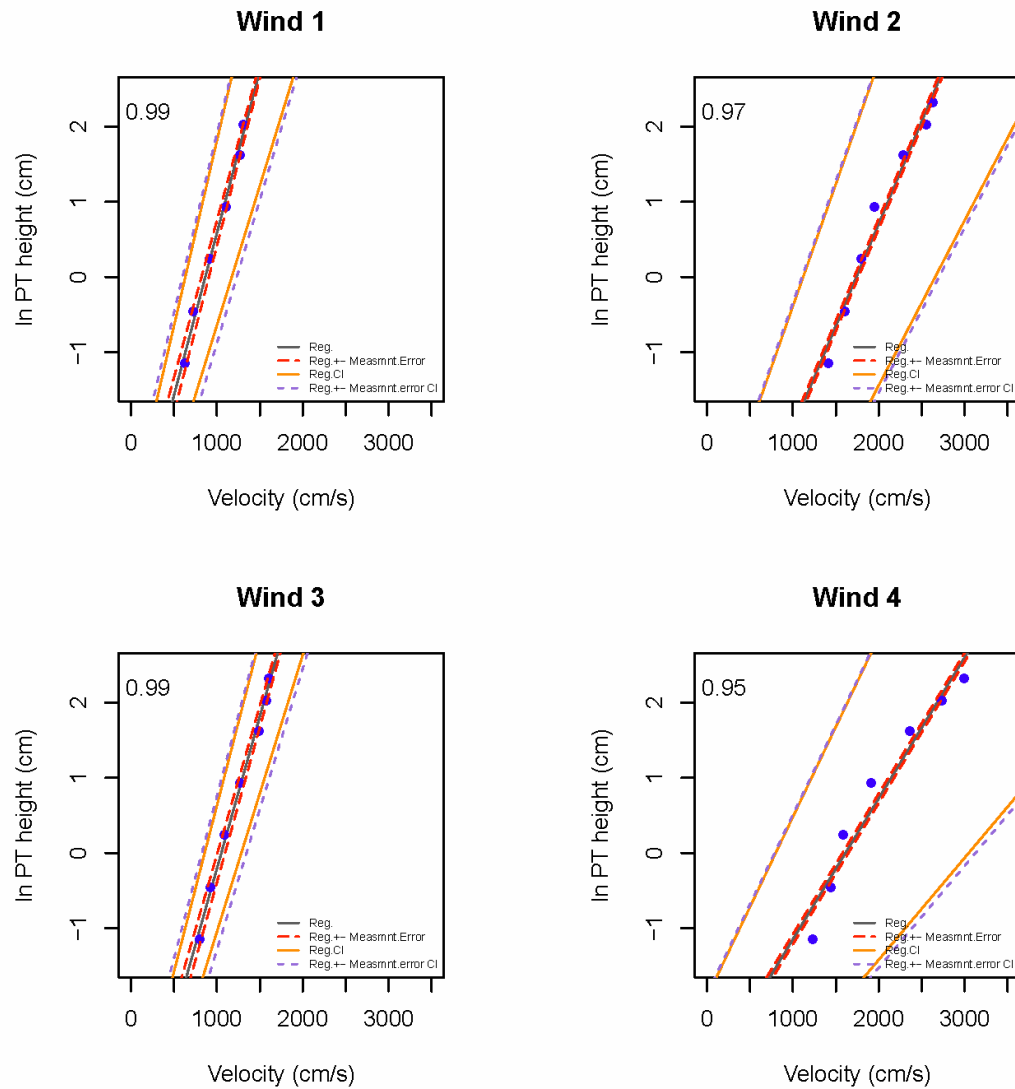 Wind 1
0.99
ln PT height (cm)
2
1
0
−1
Reg.
Reg.+− Measmnt.Error
Reg.CI
Reg.+− Measmnt.error CI
0 1000 2000 3000
Velocity (cm/s)
Wind 2
0.97
ln PT height (cm)
2
1
0
−1
Reg.
Reg.+− Measmnt.Error
Reg.CI
Reg.+− Measmnt.error CI
0 1000 2000 3000
Velocity (cm/s)
Wind 3
0.99
ln PT height (cm)
2
1
0
−1
Reg.
Reg.+− Measmnt.Error
Reg.CI
Reg.+− Measmnt.error CI
0 1000 2000 3000
Velocity (cm/s)
Wind 4
0.95
ln PT height (cm)
2
1
0
−1
Reg.
Reg.+− Measmnt.Error
Reg.CI
Reg.+− Measmnt.error CI
0 1000 2000 3000
Velocity (cm/s)